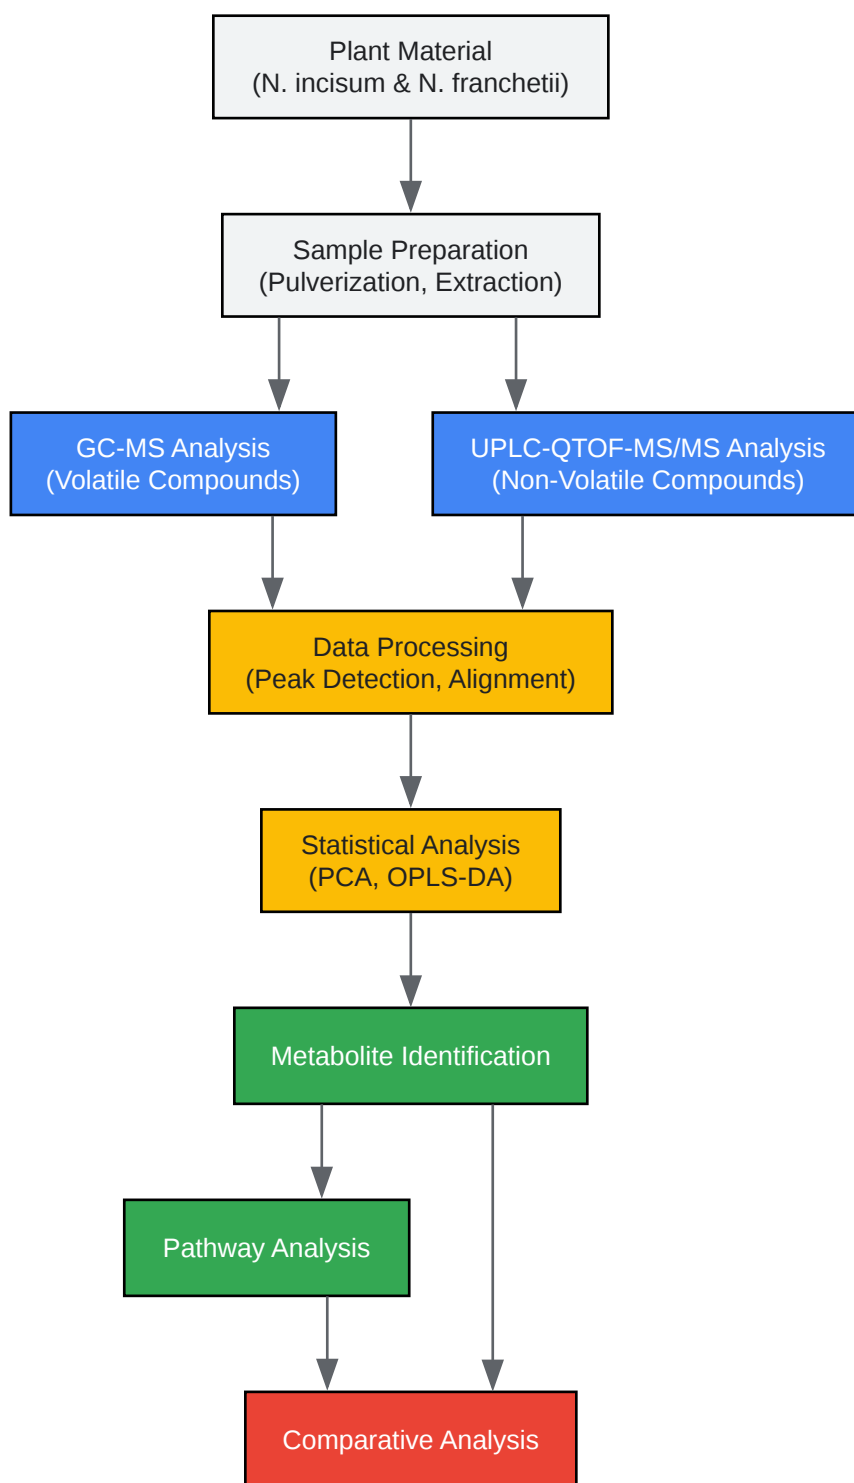 Plant Material
(N. incisum & N. franchetii)
Sample Preparation
(Pulverization, Extraction)
GC-MS Analysis
(Volatile Compounds)
UPLC-QTOF-MS/MS Analysis
(Non-Volatile Compounds)
Data Processing
(Peak Detection, Alignment)
Statistical Analysis
(PCA, OPLS-DA)
Metabolite Identification
Pathway Analysis
Comparative Analysis